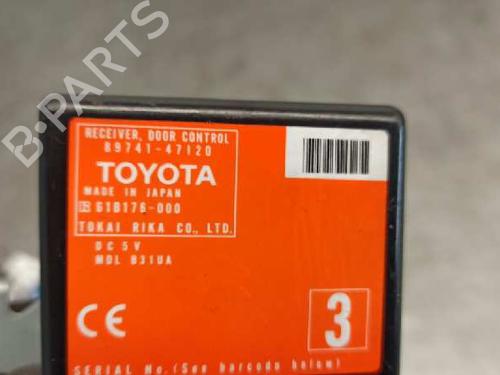 B-PARTS
RECEIVER, DOOR CONTROL
89741-47120
TOYOTA
MADE IN JAPAN
61B176-000
TOKAI RIKA CO., LTD.
DC 5V
MDL B31UA
CE
3
SERIAL No.(See barcode below)